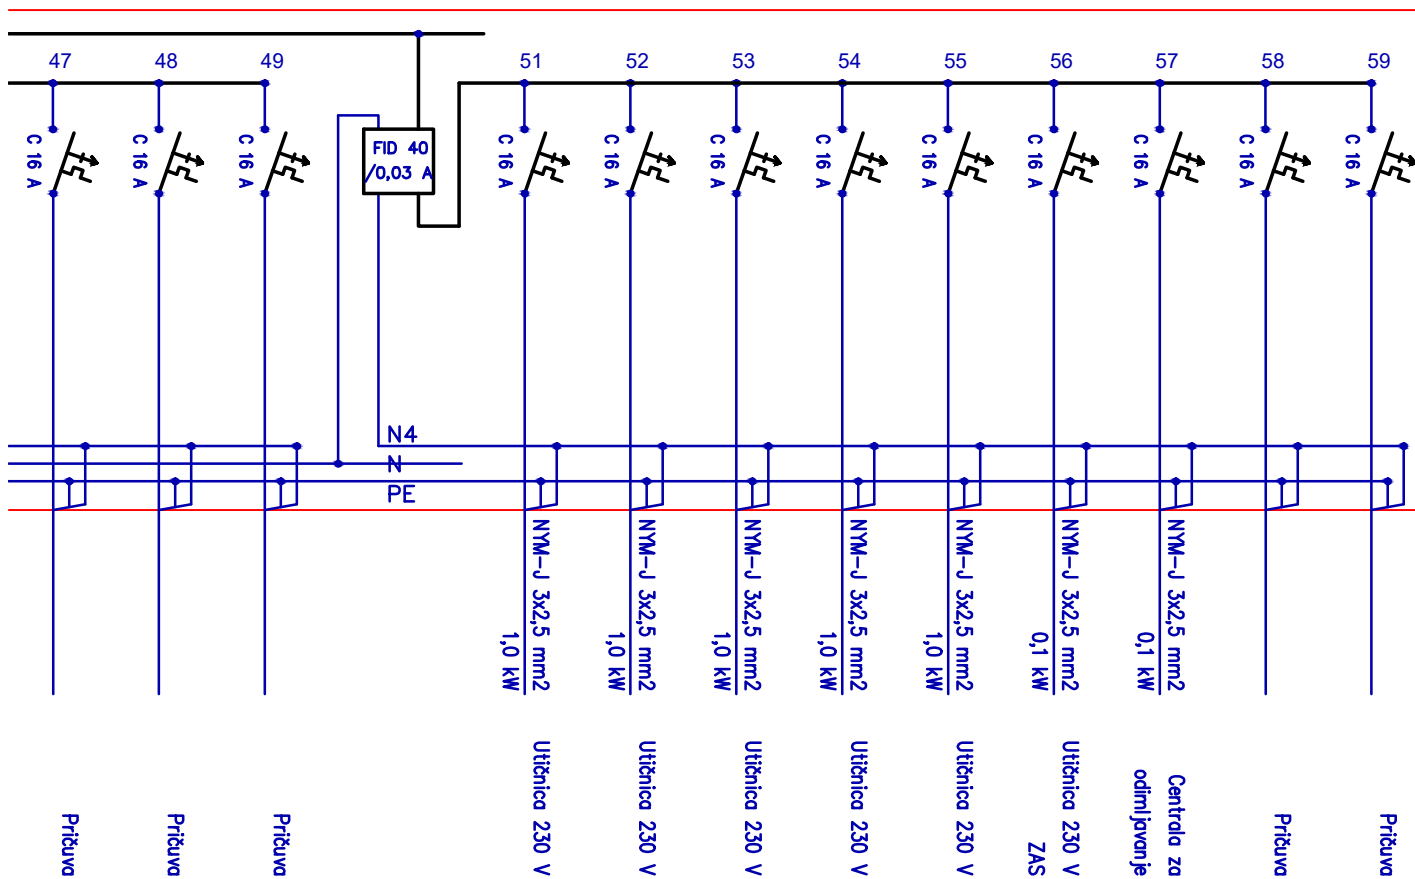 47
48
49
51
52
53
54
55
56
57
58
59
C 16 A
C 16 A
C 16 A
FID 40
/0,03 A
C 16 A
C 16 A
C 16 A
C 16 A
C 16 A
C 16 A
C 16 A
C 16 A
C 16 A
N4
N
PE
NYM-J 3x2,5 mm2
1,0 kW
NYM-J 3x2,5 mm2
1,0 kW
NYM-J 3x2,5 mm2
1,0 kW
NYM-J 3x2,5 mm2
1,0 kW
NYM-J 3x2,5 mm2
1,0 kW
NYM-J 3x2,5 mm2
0,1 kW
NYM-J 3x2,5 mm2
0,1 kW
Pričuva
Pričuva
Pričuva
Utičnica 230 V
Utičnica 230 V
Utičnica 230 V
Utičnica 230 V
Utičnica 230 V
Utičnica 230 V
ZAS
Centrala za
odimljavanje
Pričuva
Pričuva